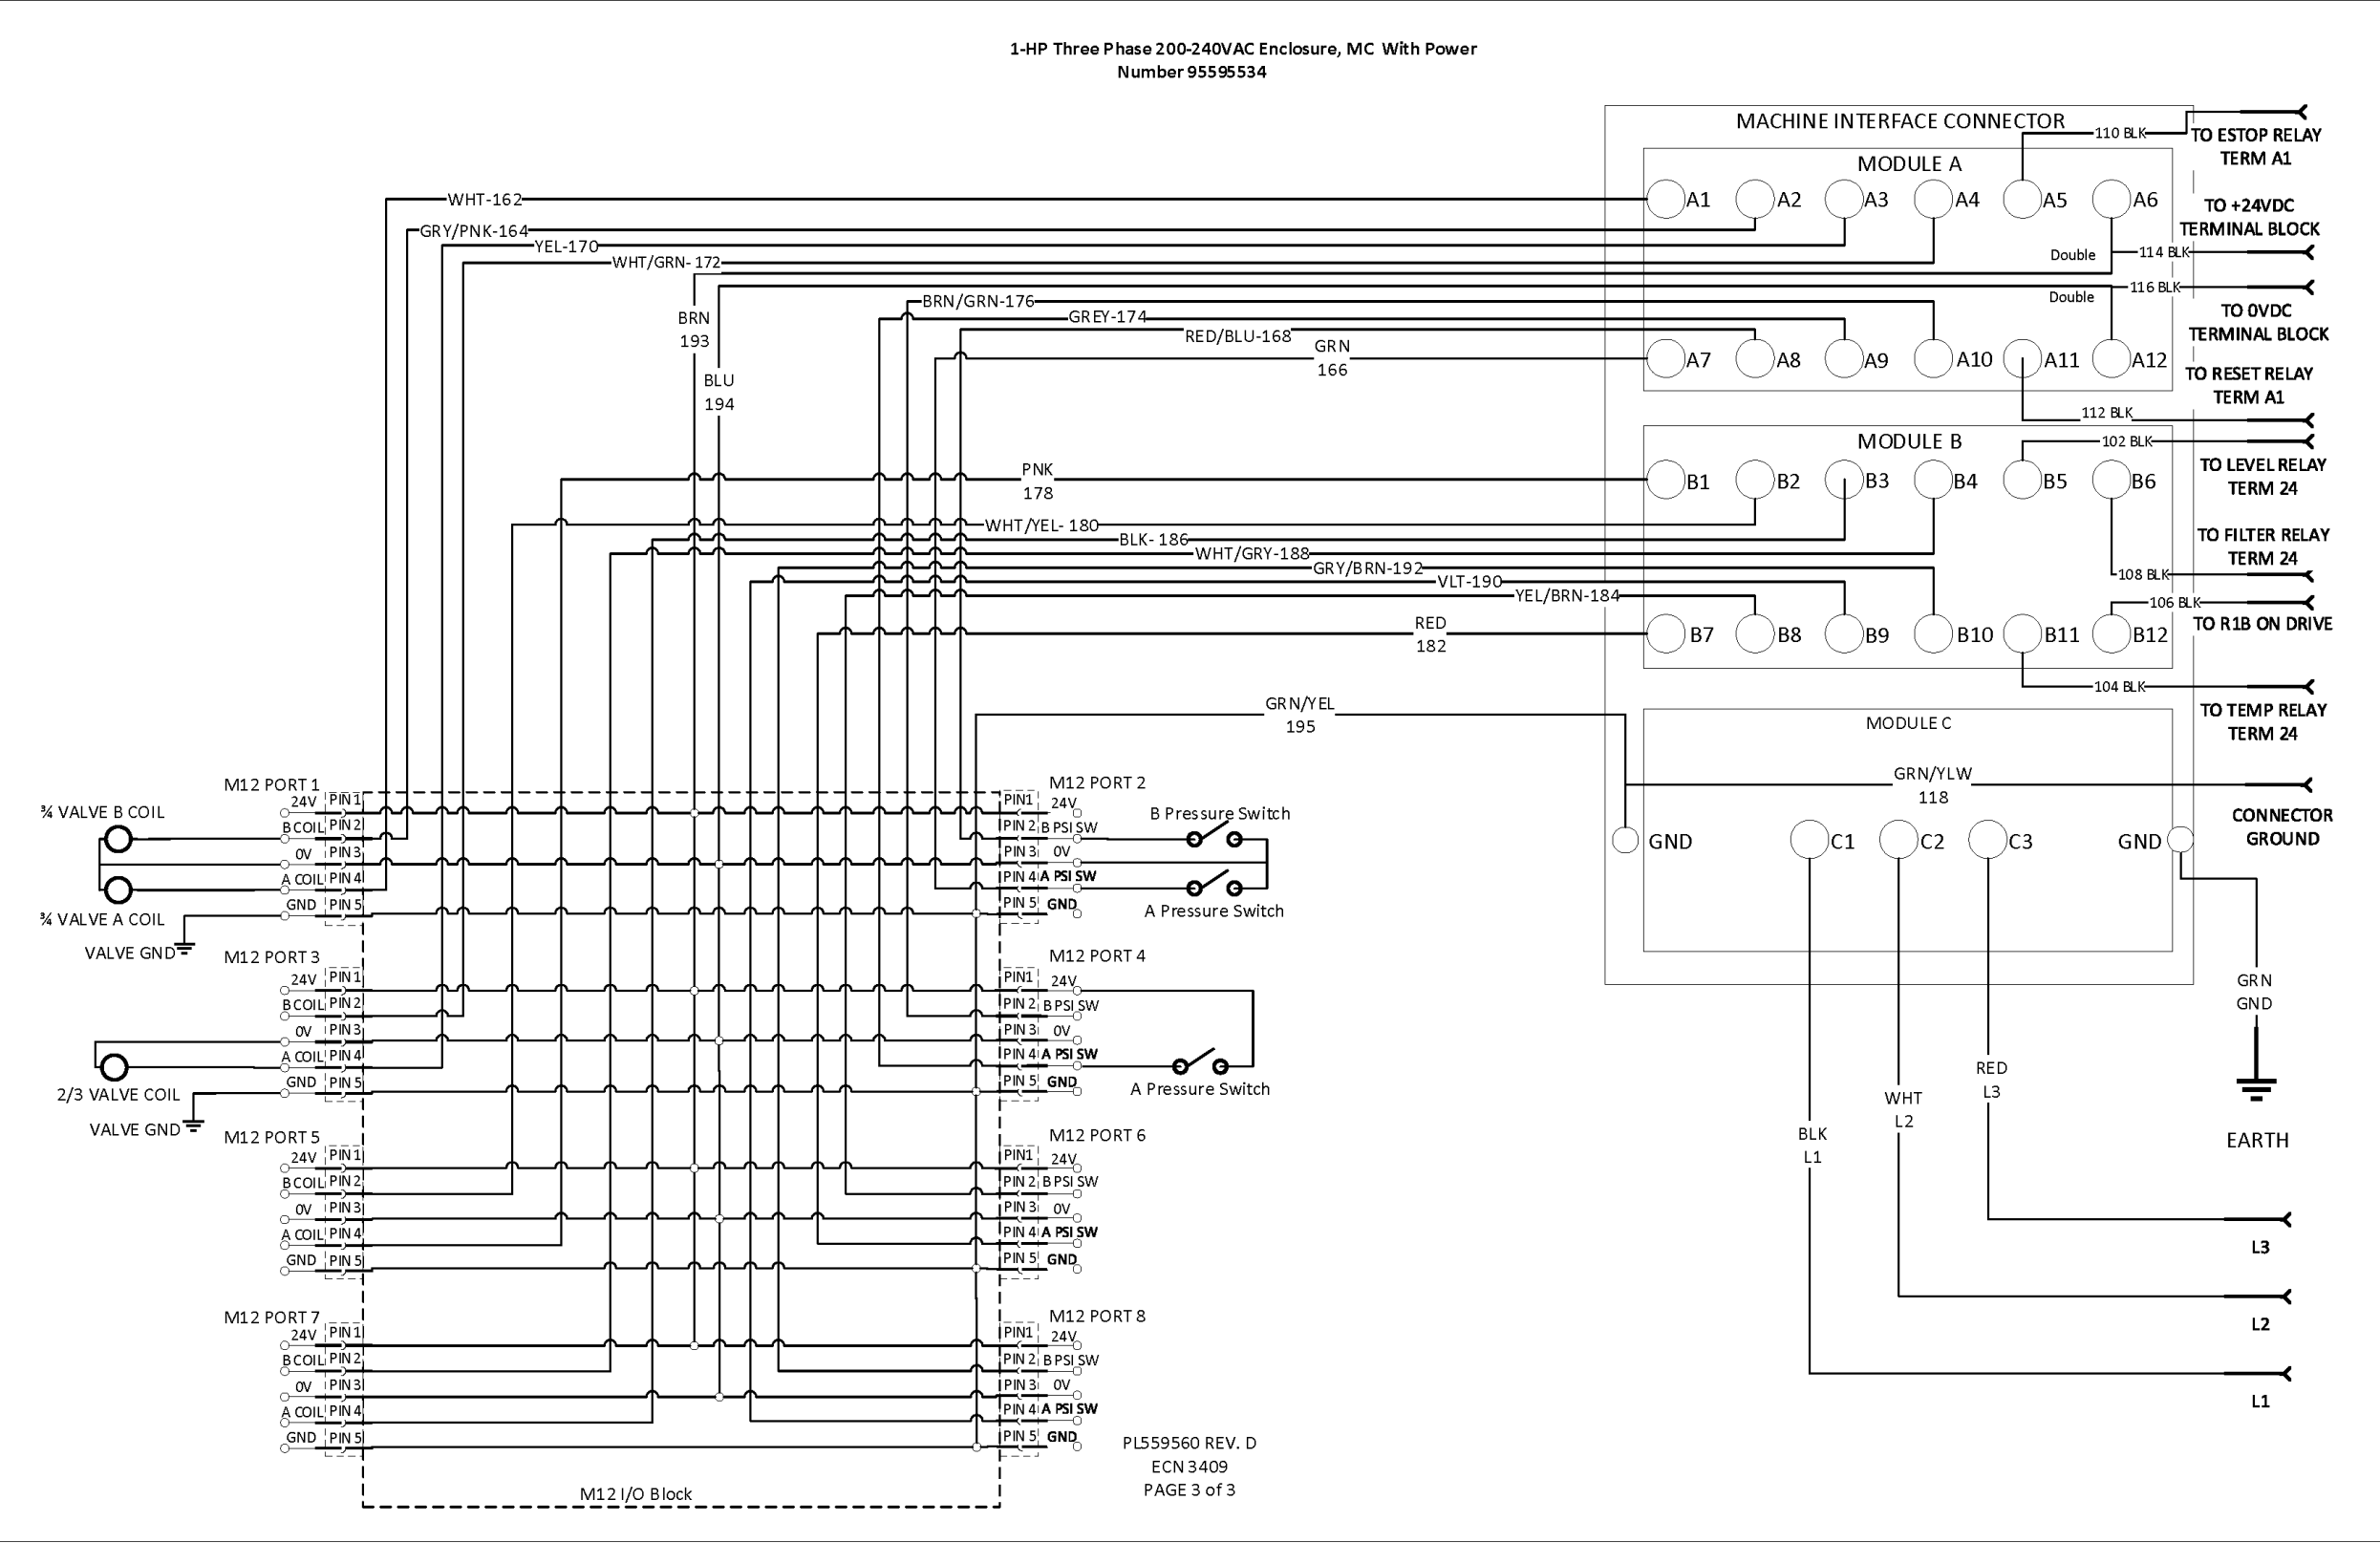 1-HP Three Phase 200-240VAC Enclosure, MC With Power
Number 95595534
MACHINE INTERFACE CONNECTOR
110 BLK
TO ESTOP RELAY
TERM A1
MODULE A
WHT-162
A1
A2
A3
A4
A5
A6
TO +24VDC
TERMINAL BLOCK
GRY/PNK-164
YEL-170
WHT/GRN- 172
Double
114 BLK
116 BLK
Double
BRN/GRN-176
GREY-174
RED/BLU-168
GRN
166
BRN
193
BLU
194
TO 0VDC
TERMINAL BLOCK
A7
A8
A9
A10
A11
A12
TO RESET RELAY
TERM A1
112 BLK
MODULE B
102 BLK
TO LEVEL RELAY
TERM 24
PNK
178
B1
B2
B3
B4
B5
B6
WHT/YEL- 180
BLK- 186
WHT/GRY-188
GRY/BRN-192
VLT-190
YEL/BRN-184
TO FILTER RELAY
TERM 24
108 BLK
106 BLK
TO R1B ON DRIVE
RED
182
B7
B8
B9
B10
B11
B12
104 BLK
TO TEMP RELAY
TERM 24
GRN/YEL
195
MODULE C
GRN/YLW
118
CONNECTOR
GROUND
GND
C1
C2
C3
GND
GRN
GND
EARTH
RED
L3
WHT
L2
BLK
L1
L3
L2
L1
M12 PORT 1
24V PIN1
B COIL PIN2
0V PIN3
A COIL PIN4
GND PIN5
¾ VALVE B COIL
¾ VALVE A COIL
VALVE GND
M12 PORT 2
PIN1 24V
PIN 2 B PSI SW
PIN 3 0V
PIN 4 A PSI SW
PIN 5 GND
B Pressure Switch
A Pressure Switch
M12 PORT 3
24V PIN1
B COIL PIN2
0V PIN3
A COIL PIN4
GND PIN5
2/3 VALVE COIL
VALVE GND
M12 PORT 4
PIN1 24V
PIN 2 B PSI SW
PIN 3 0V
PIN 4 A PSI SW
PIN 5 GND
A Pressure Switch
M12 PORT 5
24V PIN1
B COIL PIN2
0V PIN3
A COIL PIN4
GND PIN5
M12 PORT 6
PIN1 24V
PIN 2 B PSI SW
PIN 3 0V
PIN 4 A PSI SW
PIN 5 GND
M12 PORT 7
24V PIN1
B COIL PIN2
0V PIN3
A COIL PIN4
GND PIN5
M12 PORT 8
PIN1 24V
PIN 2 B PSI SW
PIN 3 0V
PIN 4 A PSI SW
PIN 5 GND
M12 I/O Block
PL559560 REV. D
ECN 3409
PAGE 3 of 3